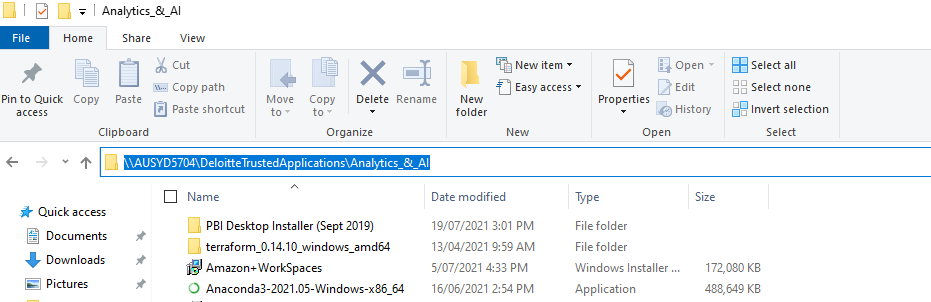 Analytics_&_AI
File Home Share View
Pin to Quick access
Copy
Paste
Cut
Copy path
Paste shortcut
Clipboard
Move to
Copy to
Delete
Rename
Organize
New folder
New item
Easy access
New
Properties
Open
Edit
History
Open
Select all
Select none
Invert selection
Select
\\AUSYD5704\DeloitteTrustedApplications\Analytics_&_AI
Name Date modified Type Size
Quick access
Documents
Downloads
Pictures
PBI Desktop Installer (Sept 2019) 19/07/2021 3:01 PM File folder
terraform_0.14.10_windows_amd64 13/04/2021 9:59 AM File folder
Amazon+WorkSpaces 5/07/2021 4:33 PM Windows Installer ... 172,080 KB
Anaconda3-2021.05-Windows-x86_64 16/06/2021 2:54 PM Application 488,649 KB